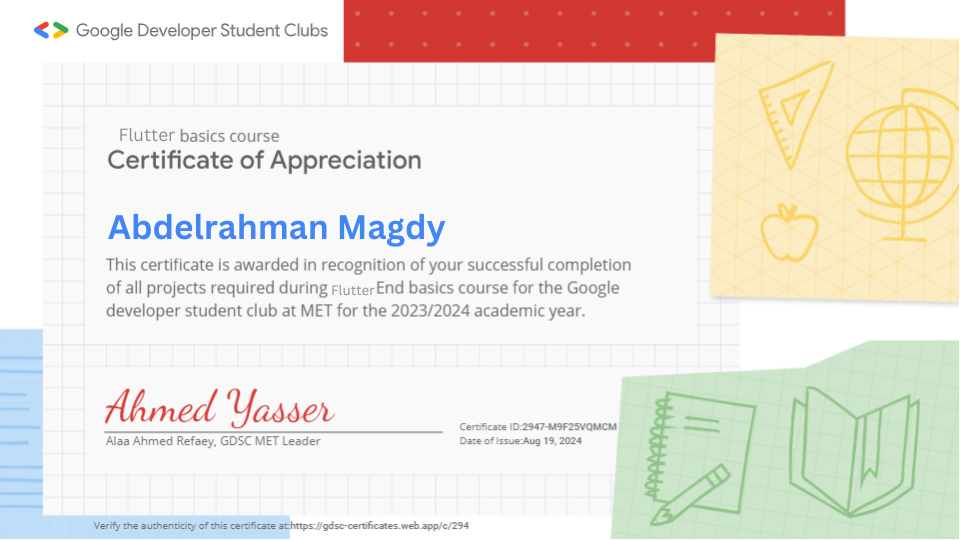 Google Developer Student Clubs
Flutter basics course
Certificate of Appreciation
Abdelrahman Magdy
This certificate is awarded in recognition of your successful completion
of all projects required during Flutter End basics course for the Google
developer student club at MET for the 2023/2024 academic year.
Ahmed Yasser
Alaa Ahmed Refaey, GDSC MET Leader
Certificate ID:2947-M9F25VQMCM
Date of Issue:Aug 19, 2024
Verify the authenticity of this certificate at:https://gdsc-certificates.web.app/c/294